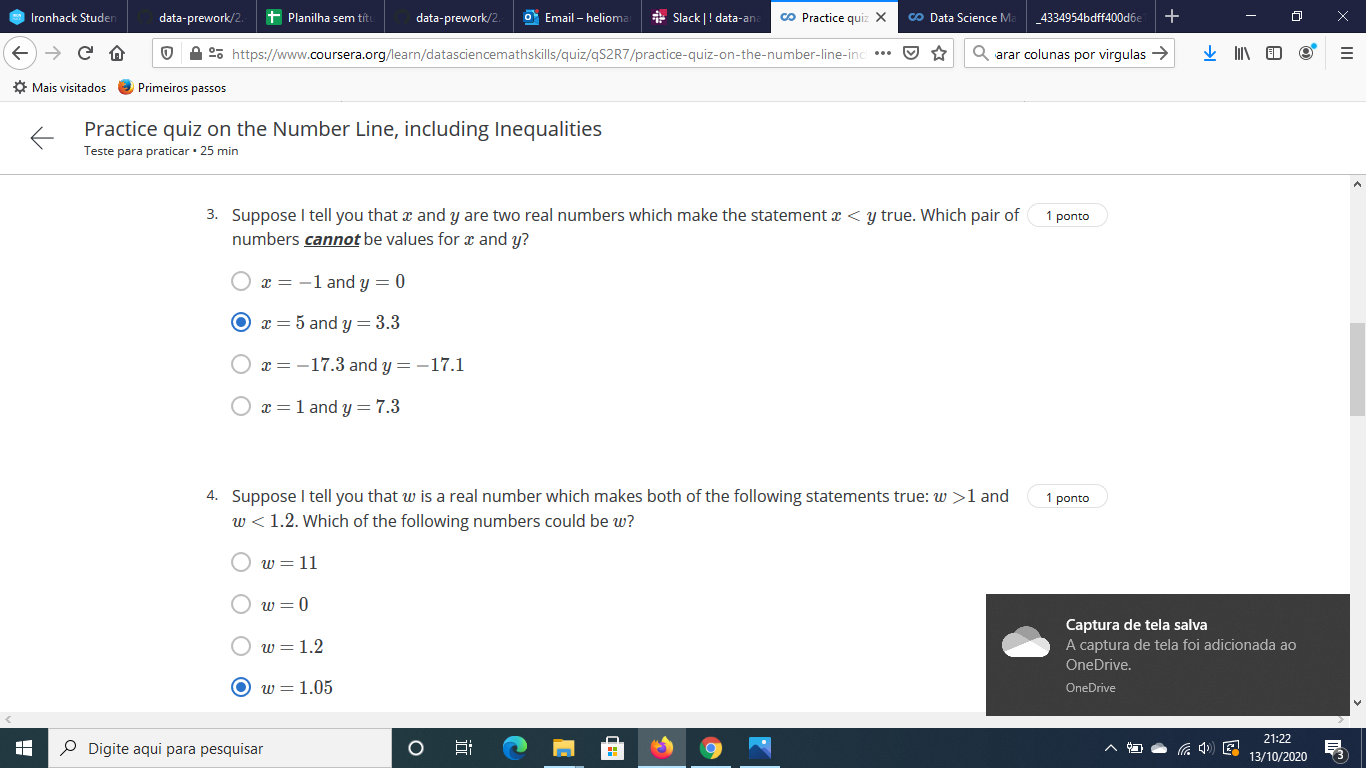 Ironhack Studen
data-prework/2.
Planilha sem títu
data-prework/2.
Email – heliomar
Slack | ! data-ana
Practice quiz
Data Science Ma
_4334954bdff400d6e
https://www.coursera.org/learn/datasciencemathskills/quiz/qS2R7/practice-quiz-on-the-number-line-inc
arar colunas por virgulas
Mais visitados
Primeiros passos
Practice quiz on the Number Line, including Inequalities
Teste para praticar • 25 min
3. Suppose I tell you that x and y are two real numbers which make the statement x < y true. Which pair of
1 ponto
numbers cannot be values for x and y?
x = −1 and y = 0
x = 5 and y = 3.3
x = −17.3 and y = −17.1
x = 1 and y = 7.3
4. Suppose I tell you that w is a real number which makes both of the following statements true: w >1 and
1 ponto
w < 1.2. Which of the following numbers could be w?
w = 11
w = 0
w = 1.2
w = 1.05
Captura de tela salva
A captura de tela foi adicionada ao
OneDrive.
OneDrive
Digite aqui para pesquisar
21:22
13/10/2020
3